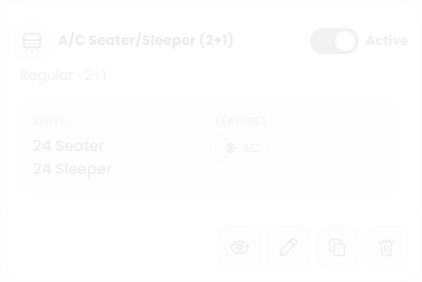 A/C Seater/Sleeper (2+1)
Active
Regular · 2+1
SEATS
FEATURES
24 Seater
AC
24 Sleeper